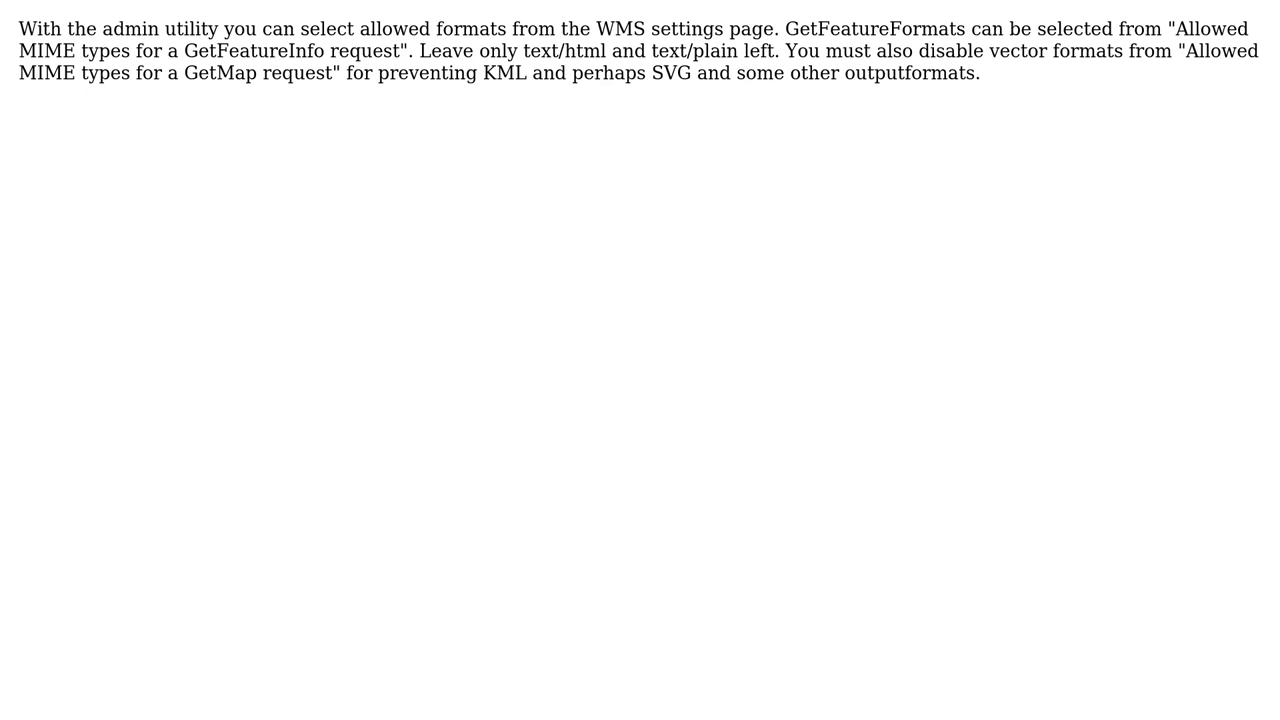 With the admin utility you can select allowed formats from the WMS settings page. GetFeatureFormats can be selected from "Allowed
MIME types for a GetFeatureInfo request". Leave only text/html and text/plain left. You must also disable vector formats from "Allowed
MIME types for a GetMap request" for preventing KML and perhaps SVG and some other outputformats.